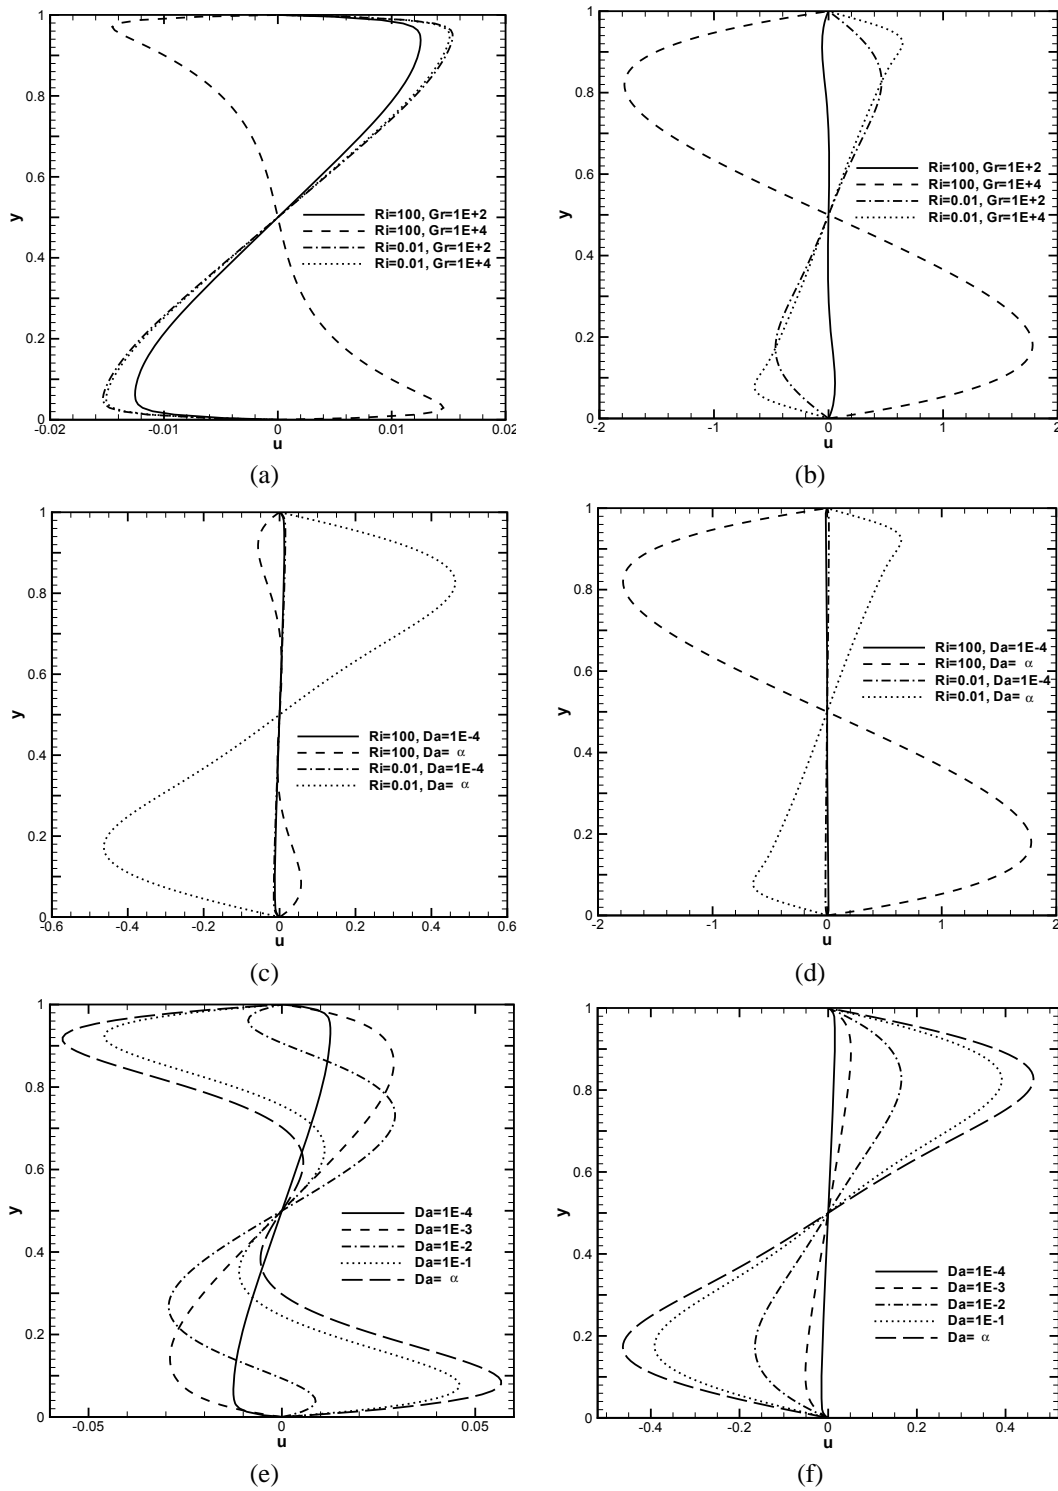 1
0.8
0.6
0.4
0.2
0
y
-0.02
-0.01
0
0.01
0.02
u
Ri=100, Gr=1E+2
Ri=100, Gr=1E+4
Ri=0.01, Gr=1E+2
Ri=0.01, Gr=1E+4
(a)
1
0.8
0.6
0.4
0.2
0
y
-2
-1
0
1
2
u
Ri=100, Gr=1E+2
Ri=100, Gr=1E+4
Ri=0.01, Gr=1E+2
Ri=0.01, Gr=1E+4
(b)
1
0.8
0.6
0.4
0.2
0
y
-0.6
-0.4
-0.2
0
0.2
0.4
0.6
u
Ri=100, Da=1E-4
Ri=100, Da= α
Ri=0.01, Da=1E-4
Ri=0.01, Da= α
(c)
1
0.8
0.6
0.4
0.2
0
y
-2
-1
0
1
2
u
Ri=100, Da=1E-4
Ri=100, Da= α
Ri=0.01, Da=1E-4
Ri=0.01, Da= α
(d)
1
0.8
0.6
0.4
0.2
0
y
-0.05
0
0.05
u
Da=1E-4
Da=1E-3
Da=1E-2
Da=1E-1
Da= α
(e)
1
0.8
0.6
0.4
0.2
0
y
-0.4
-0.2
0
0.2
0.4
u
Da=1E-4
Da=1E-3
Da=1E-2
Da=1E-1
Da= α
(f)